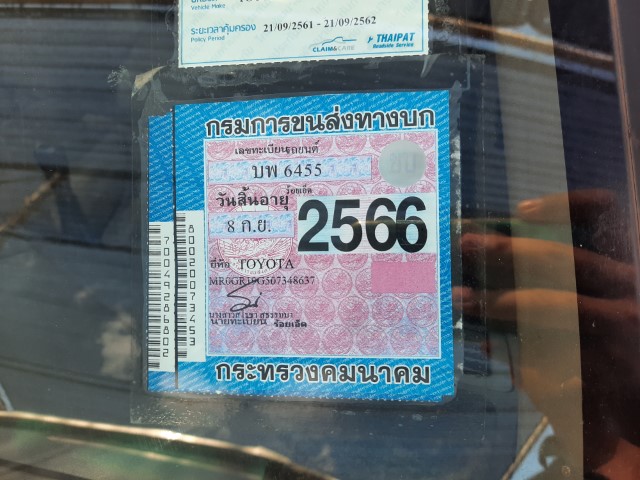 Vehicle Make
ระยะเวลาคุ้มครอง 21/09/2561 - 21/09/2562
Policy Period
CLAIM&CARE
THAIPAT
Roadside Service
กรมการขนส่งทางบก
เลขทะเบียนรถยนต์
บพ 6455
ร้อยเอ็ด
วันสิ้นอายุ
8 ก.ย.
2566
ยี่ห้อ TOYOTA
MR0GR19G507348637
นายทะเบียน ร้อยเอ็ด
กระทรวงคมนาคม